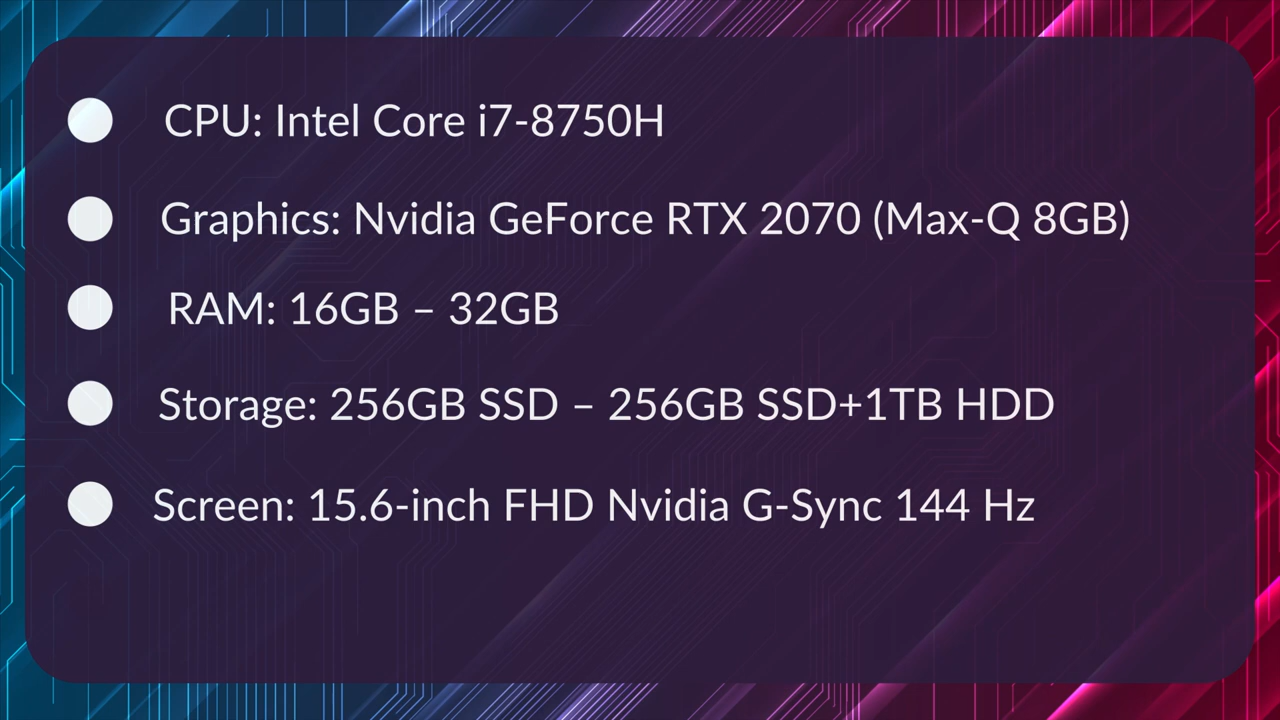 CPU: Intel Core i7-8750H
Graphics: Nvidia GeForce RTX 2070 (Max-Q 8GB)
RAM: 16GB – 32GB
Storage: 256GB SSD – 256GB SSD+1TB HDD
Screen: 15.6-inch FHD Nvidia G-Sync 144 Hz